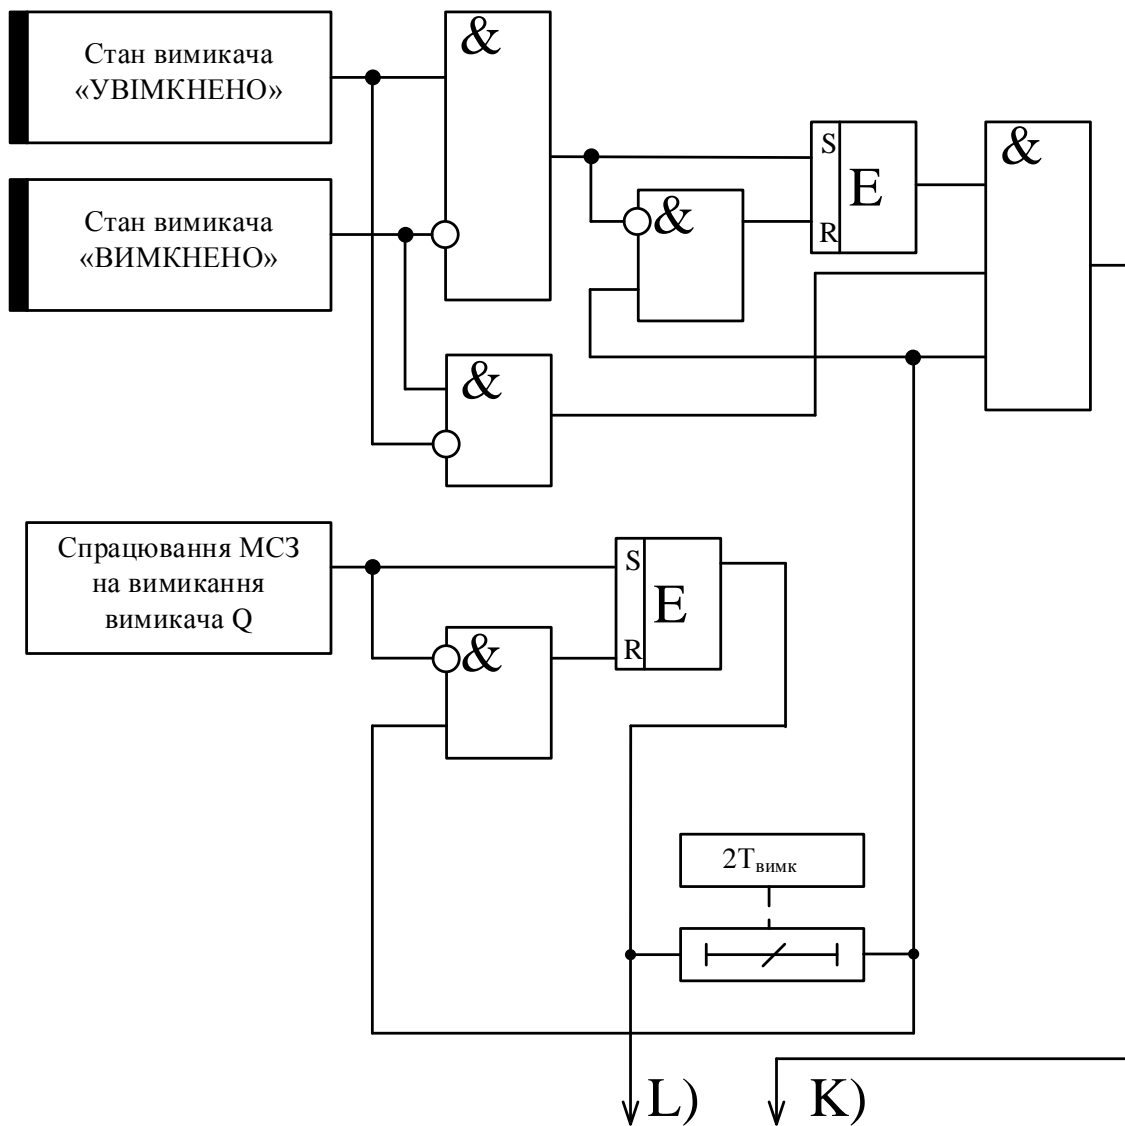 Стан вимикача
«УВІМКНЕНО»
&
Стан вимикача
«ВИМКНЕНО»
&
S
R
E
&
&
Спрацювання МСЗ
на вимикання
вимикача Q
S
R
E
&
2Tвимк
L)
K)